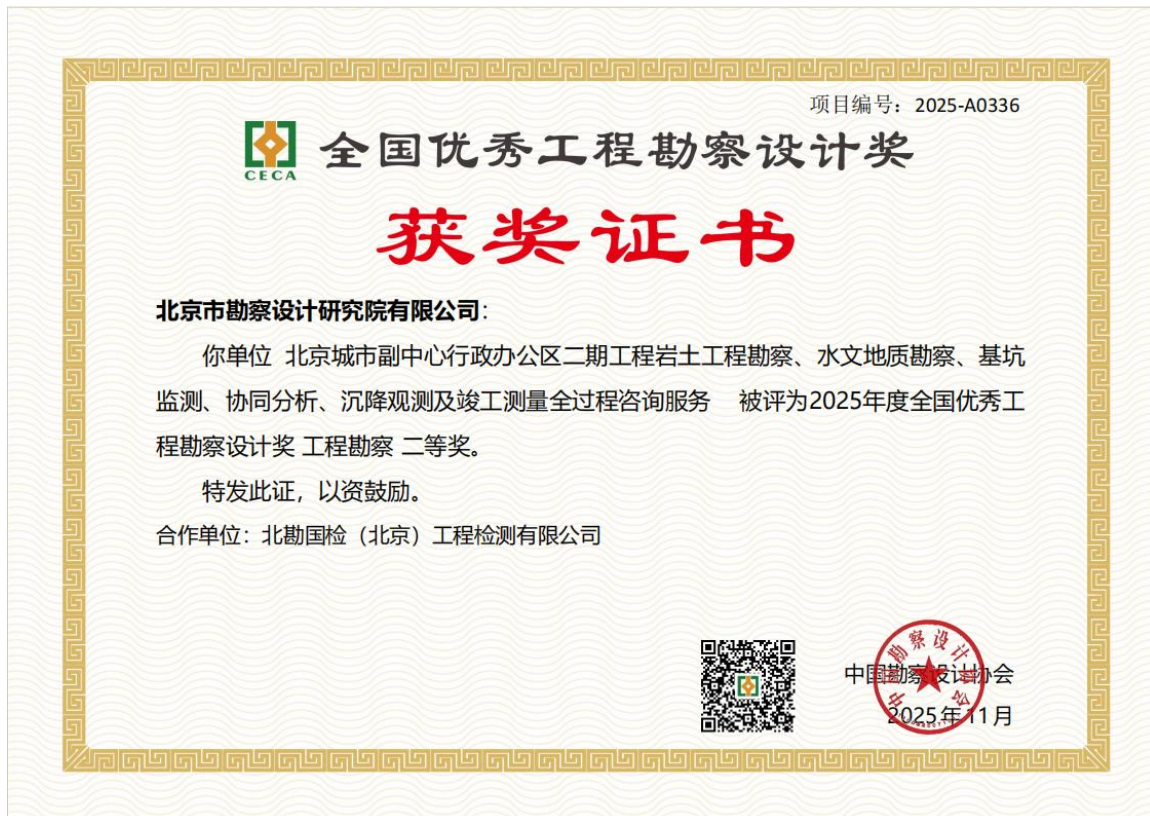 项目编号：2025-A0336
CECA
全国优秀工程勘察设计奖
获奖证书
北京市勘察设计研究院有限公司：
你单位 北京城市副中心行政办公区二期工程岩土工程勘察、水文地质勘察、基坑
监测、协同分析、沉降观测及竣工测量全过程咨询服务 被评为2025年度全国优秀工
程勘察设计奖 工程勘察 二等奖。
特发此证，以资鼓励。
合作单位：北勘国检（北京）工程检测有限公司
中国勘察设计协会
中国勘察设计协会
2025年11月